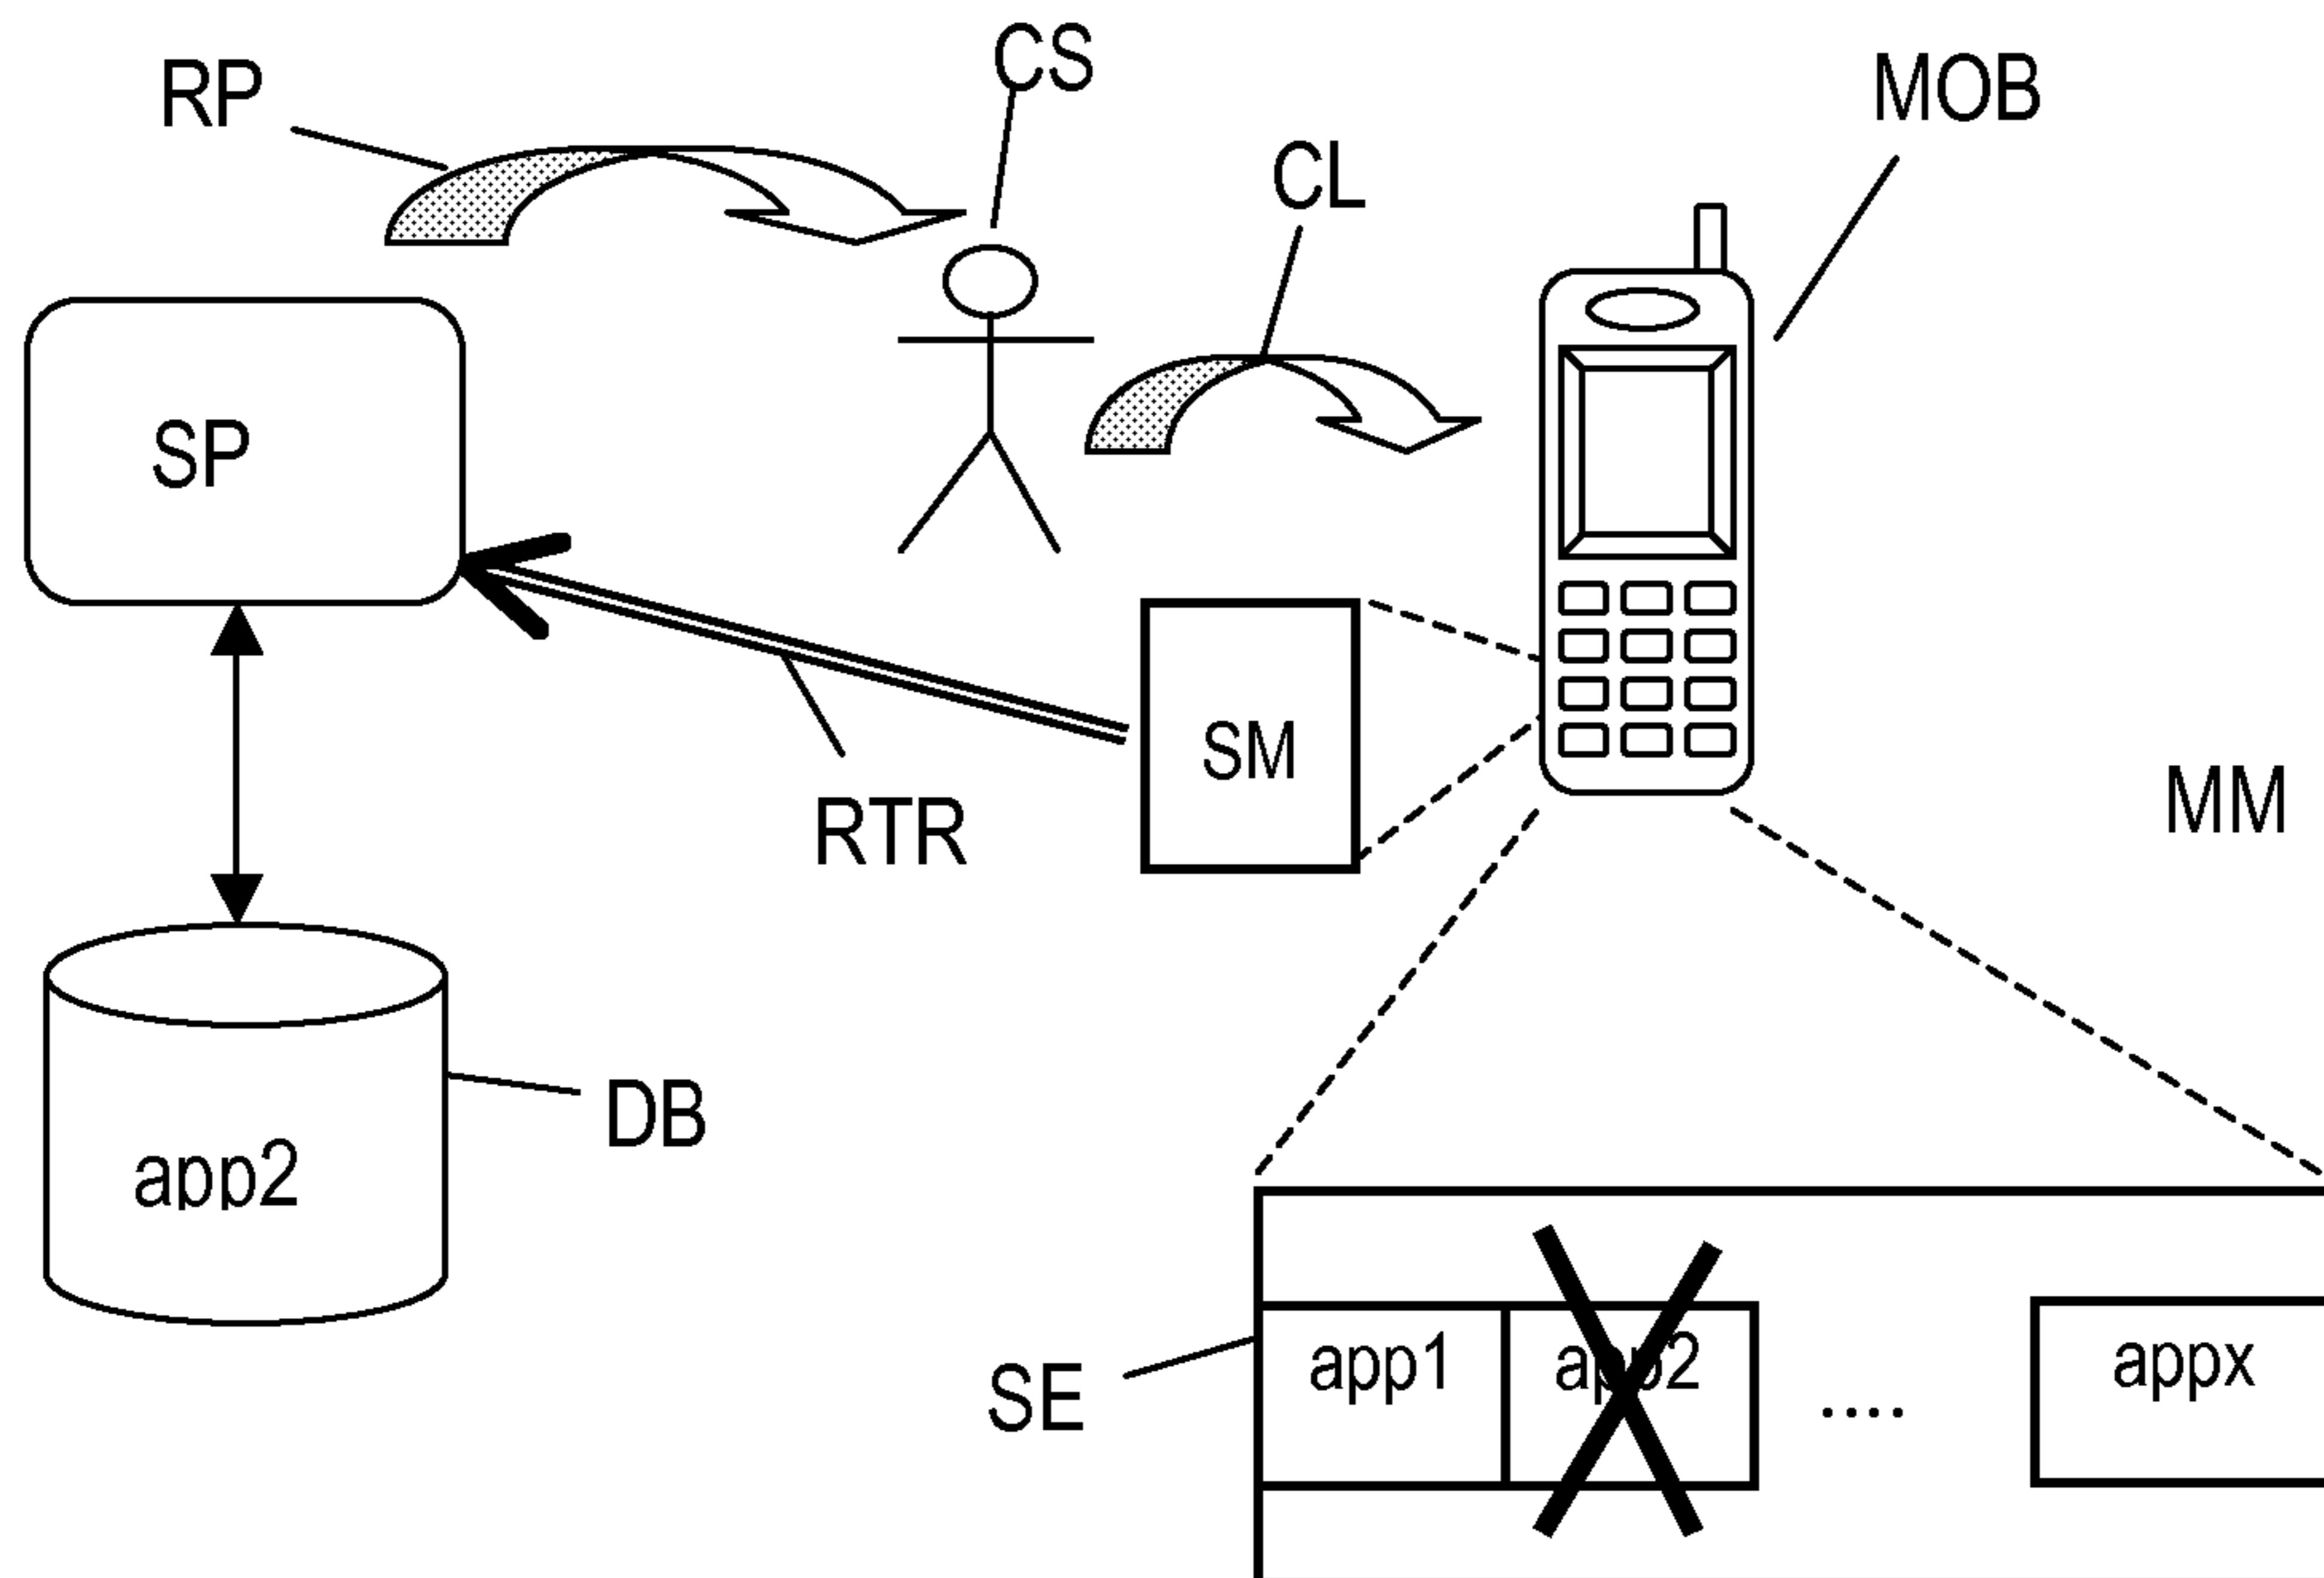 RP
CS
MOB
CL
SP
SM
MM
RTR
DB
app2
app1
app2
....
appx
SE